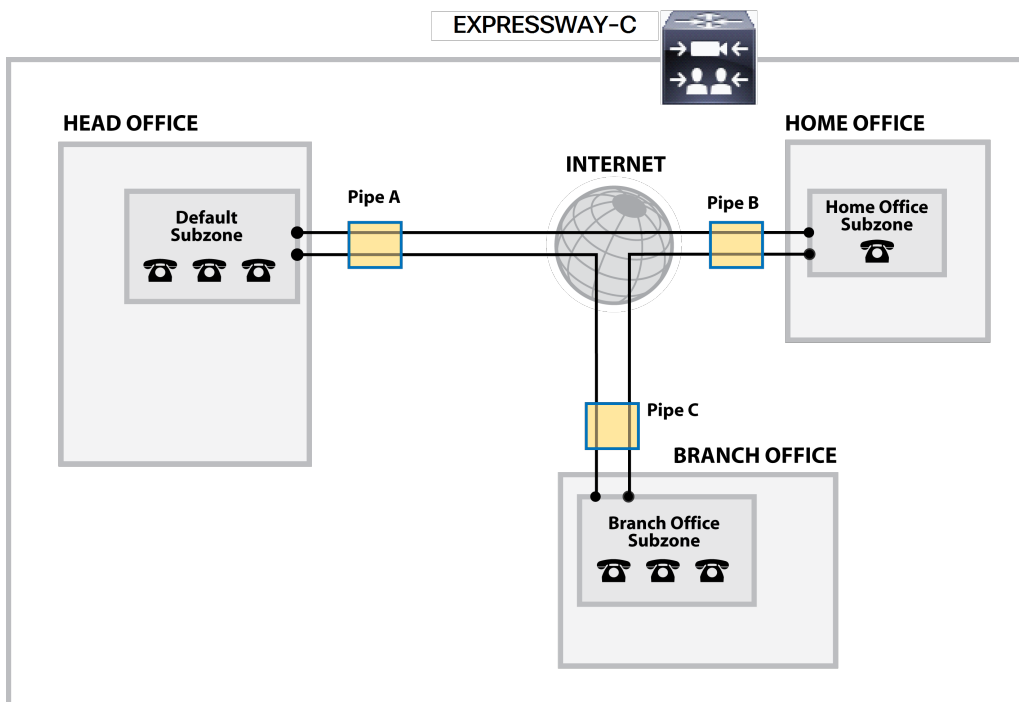 EXPRESSWAY-C
HEAD OFFICE
HOME OFFICE
INTERNET
Pipe A
Pipe B
Default
Subzone
Home Office
Subzone
Pipe C
BRANCH OFFICE
Branch Office
Subzone